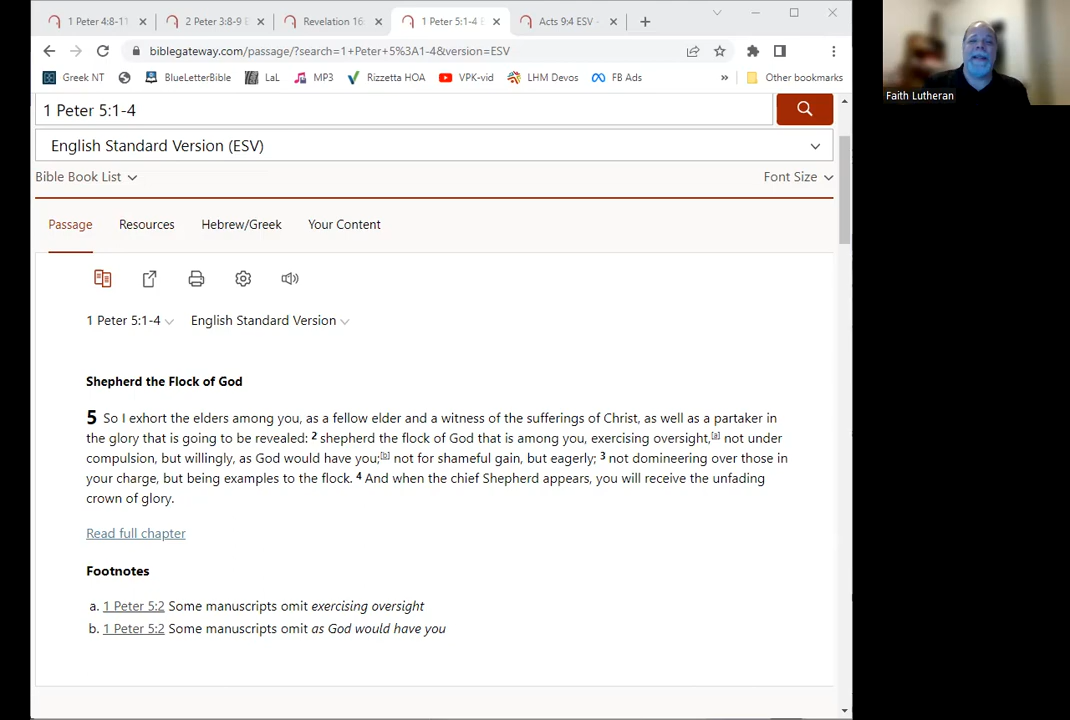 1 Peter 4:8-11
2 Peter 3:8-9 E
Revelation 16:
1 Peter 5:1-4 E
Acts 9:4 ESV -
biblegateway.com/passage/?search=1+Peter+5%3A1-4&version=ESV
Greek NT BlueLetterBible LaL MP3 Rizzetta HOA VPK-vid LHM Devos FB Ads » Other bookmarks
Faith Lutheran
1 Peter 5:1-4
English Standard Version (ESV)
Bible Book List Font Size
Passage Resources Hebrew/Greek Your Content
1 Peter 5:1-4 English Standard Version
Shepherd the Flock of God
5 So I exhort the elders among you, as a fellow elder and a witness of the sufferings of Christ, as well as a partaker in
the glory that is going to be revealed: 2 shepherd the flock of God that is among you, exercising oversight,[a] not under
compulsion, but willingly, as God would have you;[b] not for shameful gain, but eagerly; 3 not domineering over those in
your charge, but being examples to the flock. 4 And when the chief Shepherd appears, you will receive the unfading
crown of glory.
Read full chapter
Footnotes
a. 1 Peter 5:2 Some manuscripts omit exercising oversight
b. 1 Peter 5:2 Some manuscripts omit as God would have you